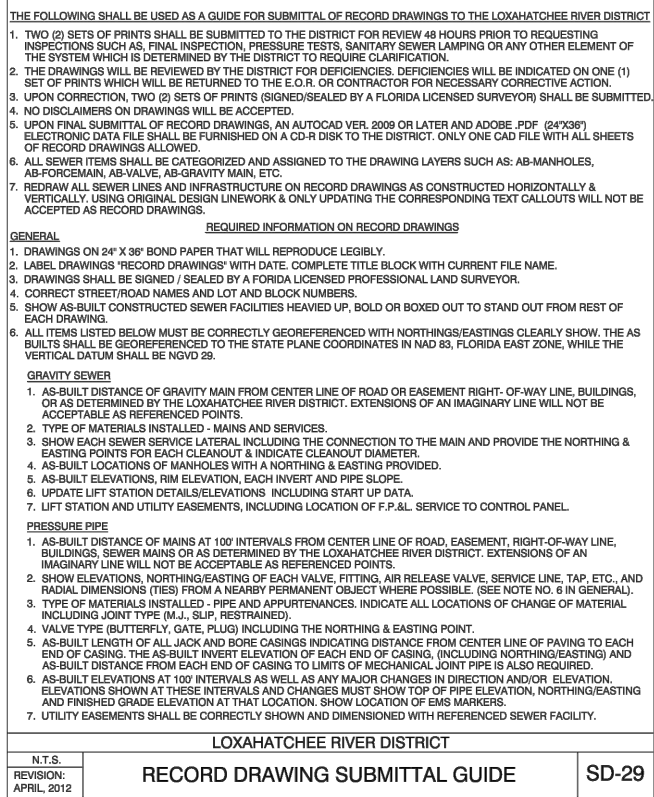 THE FOLLOWING SHALL BE USED AS A GUIDE FOR SUBMITTAL OF RECORD DRAWINGS TO THE LOXAHATCHEE RIVER DISTRICT
1. TWO (2) SETS OF PRINTS SHALL BE SUBMITTED TO THE DISTRICT FOR REVIEW 48 HOURS PRIOR TO REQUESTING
INSPECTIONS SUCH AS, FINAL INSPECTION, PRESSURE TESTS, SANITARY SEWER LAMPING OR ANY OTHER ELEMENT OF
THE SYSTEM WHICH IS DETERMINED BY THE DISTRICT TO REQUIRE CLARIFICATION.
2. THE DRAWINGS WILL BE REVIEWED BY THE DISTRICT FOR DEFICIENCIES. DEFICIENCIES WILL BE INDICATED ON ONE (1)
SET OF PRINTS WHICH WILL BE RETURNED TO THE E.O.R. OR CONTRACTOR FOR NECESSARY CORRECTIVE ACTION.
3. UPON CORRECTION, TWO (2) SETS OF PRINTS (SIGNED/SEALED BY A FLORIDA LICENSED SURVEYOR) SHALL BE SUBMITTED.
4. NO DISCLAIMERS ON DRAWINGS WILL BE ACCEPTED.
5. UPON FINAL SUBMITTAL OF RECORD DRAWINGS, AN AUTOCAD VER. 2009 OR LATER AND ADOBE .PDF (24"X36")
ELECTRONIC DATA FILE SHALL BE FURNISHED ON A CD-R DISK TO THE DISTRICT. ONLY ONE CAD FILE WITH ALL SHEETS
OF RECORD DRAWINGS ALLOWED.
6. ALL SEWER ITEMS SHALL BE CATEGORIZED AND ASSIGNED TO THE DRAWING LAYERS SUCH AS: AB-MANHOLES,
AB-FORCEMAIN, AB-VALVE, AB-GRAVITY MAIN, ETC.
7. REDRAW ALL SEWER LINES AND INFRASTRUCTURE ON RECORD DRAWINGS AS CONSTRUCTED HORIZONTALLY &
VERTICALLY. USING ORIGINAL DESIGN LINEWORK & ONLY UPDATING THE CORRESPONDING TEXT CALLOUTS WILL NOT BE
ACCEPTED AS RECORD DRAWINGS.
REQUIRED INFORMATION ON RECORD DRAWINGS
GENERAL
1. DRAWINGS ON 24" X 36" BOND PAPER THAT WILL REPRODUCE LEGIBLY.
2. LABEL DRAWINGS "RECORD DRAWINGS" WITH DATE. COMPLETE TITLE BLOCK WITH CURRENT FILE NAME.
3. DRAWINGS SHALL BE SIGNED / SEALED BY A FORIDA LICENSED PROFESSIONAL LAND SURVEYOR.
4. CORRECT STREET/ROAD NAMES AND LOT AND BLOCK NUMBERS.
5. SHOW AS-BUILT CONSTRUCTED SEWER FACILITIES HEAVIED UP, BOLD OR BOXED OUT TO STAND OUT FROM REST OF
EACH DRAWING.
6. ALL ITEMS LISTED BELOW MUST BE CORRECTLY GEOREFERENCED WITH NORTHINGS/EASTINGS CLEARLY SHOW. THE AS
BUILTS SHALL BE GEOREFERENCED TO THE STATE PLANE COORDINATES IN NAD 83, FLORIDA EAST ZONE, WHILE THE
VERTICAL DATUM SHALL BE NGVD 29.
GRAVITY SEWER
1. AS-BUILT DISTANCE OF GRAVITY MAIN FROM CENTER LINE OF ROAD OR EASEMENT RIGHT- OF-WAY LINE, BUILDINGS,
OR AS DETERMINED BY THE LOXAHATCHEE RIVER DISTRICT. EXTENSIONS OF AN IMAGINARY LINE WILL NOT BE
ACCEPTABLE AS REFERENCED POINTS.
2. TYPE OF MATERIALS INSTALLED - MAINS AND SERVICES.
3. SHOW EACH SEWER SERVICE LATERAL INCLUDING THE CONNECTION TO THE MAIN AND PROVIDE THE NORTHING &
EASTING POINTS FOR EACH CLEANOUT & INDICATE CLEANOUT DIAMETER.
4. AS-BUILT LOCATIONS OF MANHOLES WITH A NORTHING & EASTING PROVIDED.
5. AS-BUILT ELEVATIONS, RIM ELEVATION, EACH INVERT AND PIPE SLOPE.
6. UPDATE LIFT STATION DETAILS/ELEVATIONS INCLUDING START UP DATA.
7. LIFT STATION AND UTILITY EASEMENTS, INCLUDING LOCATION OF F.P.&L. SERVICE TO CONTROL PANEL.
PRESSURE PIPE
1. AS-BUILT DISTANCE OF MAINS AT 100' INTERVALS FROM CENTER LINE OF ROAD, EASEMENT, RIGHT-OF-WAY LINE,
BUILDINGS, SEWER MAINS OR AS DETERMINED BY THE LOXAHATCHEE RIVER DISTRICT. EXTENSIONS OF AN
IMAGINARY LINE WILL NOT BE ACCEPTABLE AS REFERENCED POINTS.
2. SHOW ELEVATIONS, NORTHING/EASTING OF EACH VALVE, FITTING, AIR RELEASE VALVE, SERVICE LINE, TAP, ETC., AND
RADIAL DIMENSIONS (TIES) FROM A NEARBY PERMANENT OBJECT WHERE POSSIBLE. (SEE NOTE NO. 6 IN GENERAL).
3. TYPE OF MATERIALS INSTALLED - PIPE AND APPURTENANCES. INDICATE ALL LOCATIONS OF CHANGE OF MATERIAL
INCLUDING JOINT TYPE (M.J., SLIP, RESTRAINED).
4. VALVE TYPE (BUTTERFLY, GATE, PLUG) INCLUDING THE NORTHING & EASTING POINT.
5. AS-BUILT LENGTH OF ALL JACK AND BORE CASINGS INDICATING DISTANCE FROM CENTER LINE OF PAVING TO EACH
END OF CASING. THE AS-BUILT INVERT ELEVATION OF EACH END OF CASING, (INCLUDING NORTHING/EASTING) AND
AS-BUILT DISTANCE FROM EACH END OF CASING TO LIMITS OF MECHANICAL JOINT PIPE IS ALSO REQUIRED.
6. AS-BUILT ELEVATIONS AT 100' INTERVALS AS WELL AS ANY MAJOR CHANGES IN DIRECTION AND/OR ELEVATION.
ELEVATIONS SHOWN AT THESE INTERVALS AND CHANGES MUST SHOW TOP OF PIPE ELEVATION, NORTHING/EASTING
AND FINISHED GRADE ELEVATION AT THAT LOCATION. SHOW LOCATION OF EMS MARKERS.
7. UTILITY EASEMENTS SHALL BE CORRECTLY SHOWN AND DIMENSIONED WITH REFERENCED SEWER FACILITY.
LOXAHATCHEE RIVER DISTRICT
N.T.S.
REVISION:
APRIL, 2012
RECORD DRAWING SUBMITTAL GUIDE
SD-29